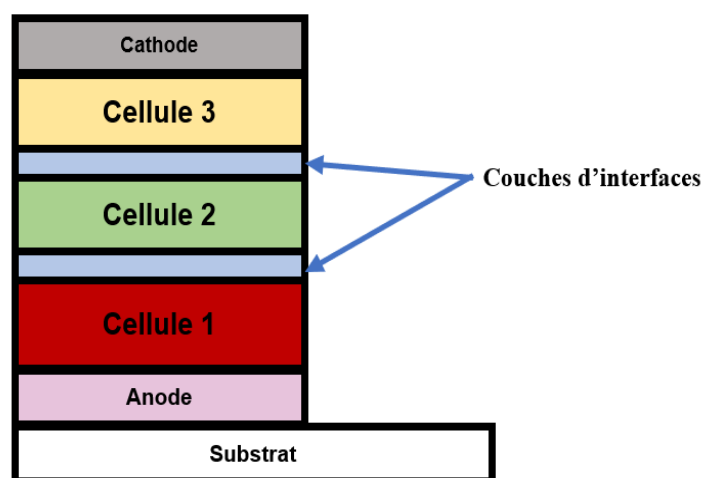 Cathode
Cellule 3
Couches d’interfaces
Cellule 2
Cellule 1
Anode
Substrat